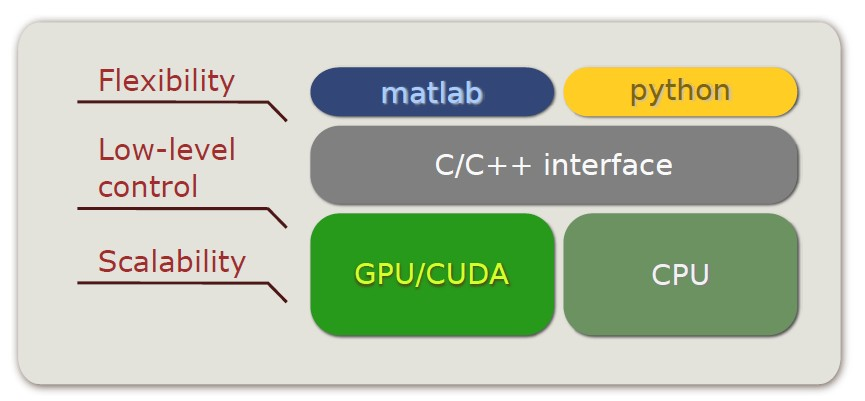 Flexibility
matlab
python
Low-level
control
C/C++ interface
Scalability
GPU/CUDA
CPU